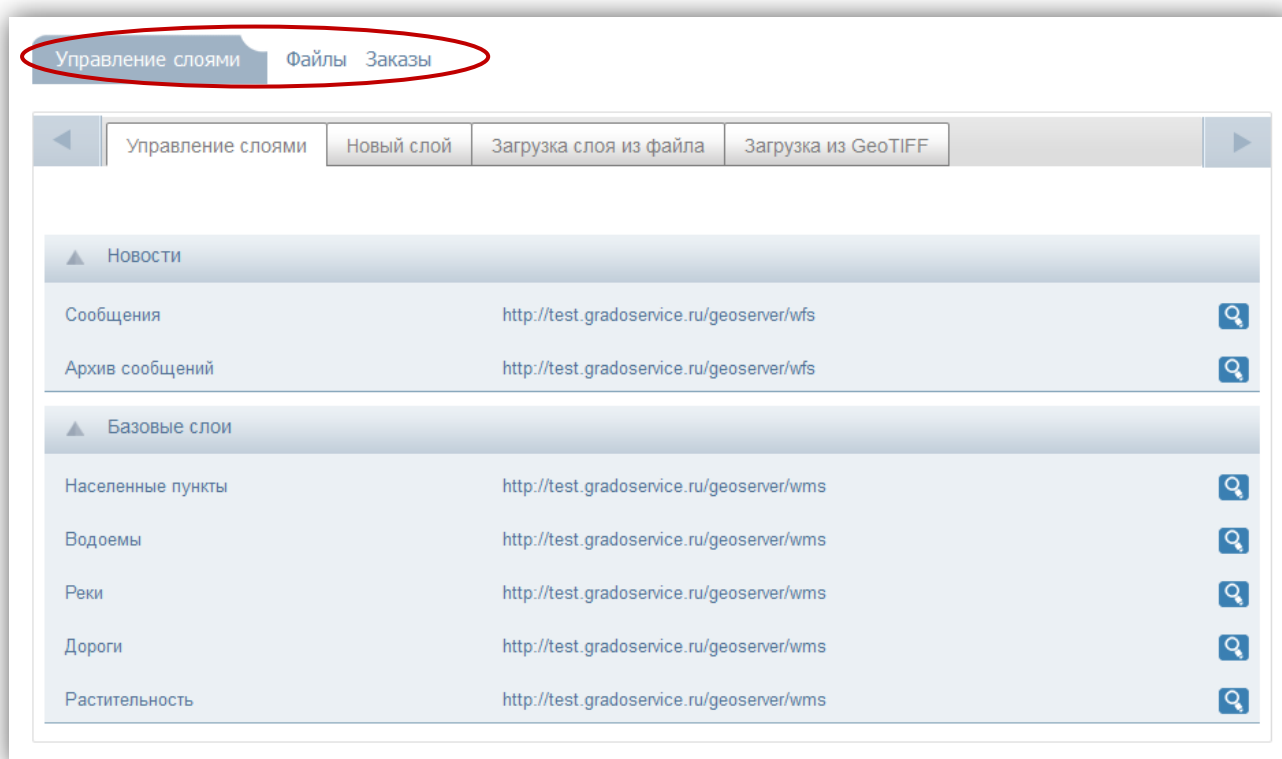 Управление слоями Файлы Заказы
Управление слоями Новый слой Загрузка слоя из файла Загрузка из GeoTIFF
Новости
Сообщения http://test.gradoservice.ru/geoserver/wfs
Архив сообщений http://test.gradoservice.ru/geoserver/wfs
Базовые слои
Населенные пункты http://test.gradoservice.ru/geoserver/wms
Водоемы http://test.gradoservice.ru/geoserver/wms
Реки http://test.gradoservice.ru/geoserver/wms
Дороги http://test.gradoservice.ru/geoserver/wms
Растительность http://test.gradoservice.ru/geoserver/wms